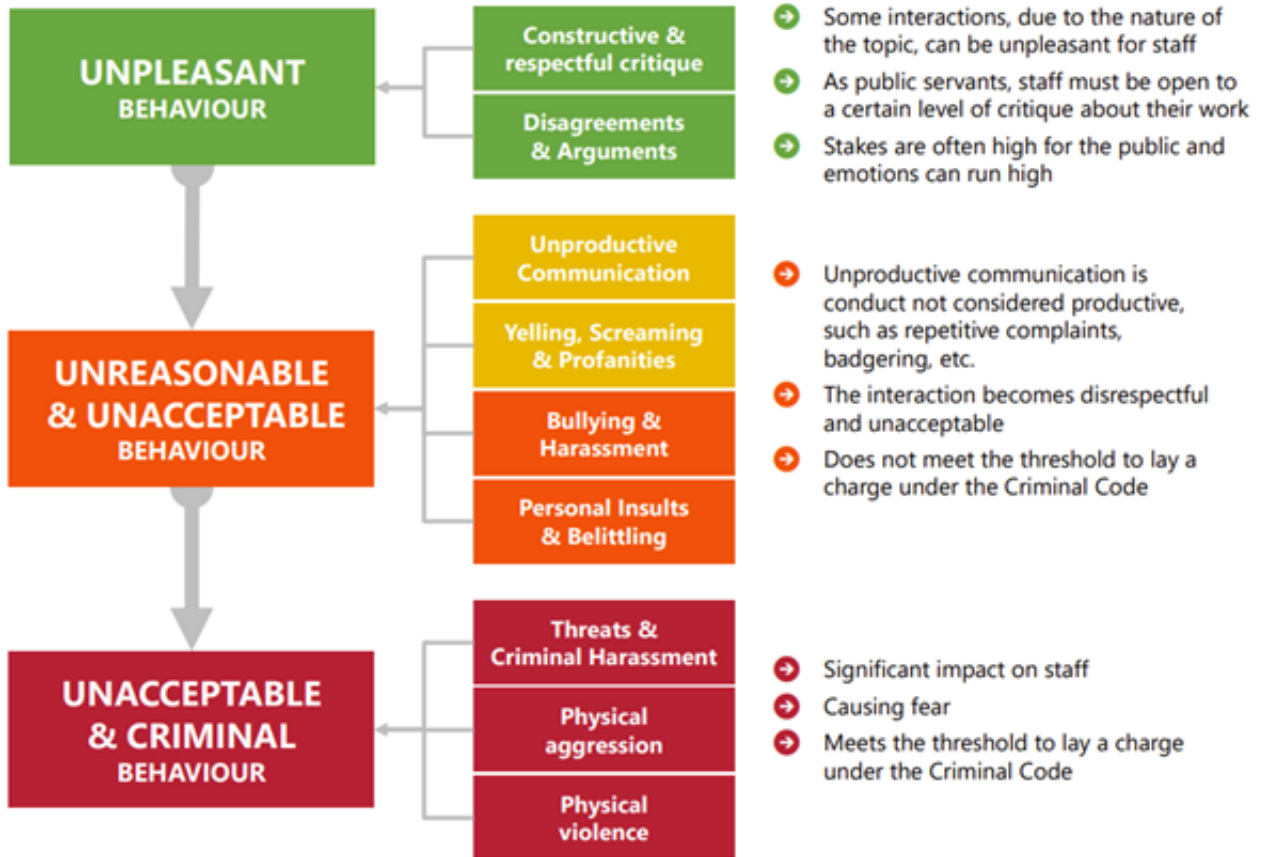 UNPLEASANT
BEHAVIOUR
Constructive &
respectful critique
Disagreements
& Arguments
Some interactions, due to the nature of
the topic, can be unpleasant for staff
As public servants, staff must be open to
a certain level of critique about their work
Stakes are often high for the public and
emotions can run high
UNREASONABLE
& UNACCEPTABLE
BEHAVIOUR
Unproductive
Communication
Yelling, Screaming
& Profanities
Bullying &
Harassment
Personal Insults
& Belittling
Unproductive communication is
conduct not considered productive,
such as repetitive complaints,
badgering, etc.
The interaction becomes disrespectful
and unacceptable
Does not meet the threshold to lay a
charge under the Criminal Code
UNACCEPTABLE
& CRIMINAL
BEHAVIOUR
Threats &
Criminal Harassment
Physical
aggression
Physical
violence
Significant impact on staff
Causing fear
Meets the threshold to lay a charge
under the Criminal Code